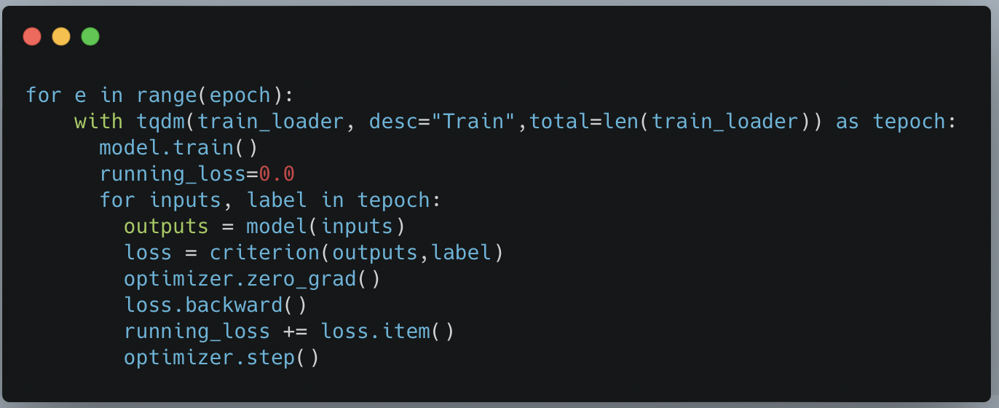 for e in range(epoch):
    with tqdm(train_loader, desc="Train",total=len(train_loader)) as tepoch:
      model.train()
      running_loss=0.0
      for inputs, label in tepoch:
        outputs = model(inputs)
        loss = criterion(outputs,label)
        optimizer.zero_grad()
        loss.backward()
        running_loss += loss.item()
        optimizer.step()